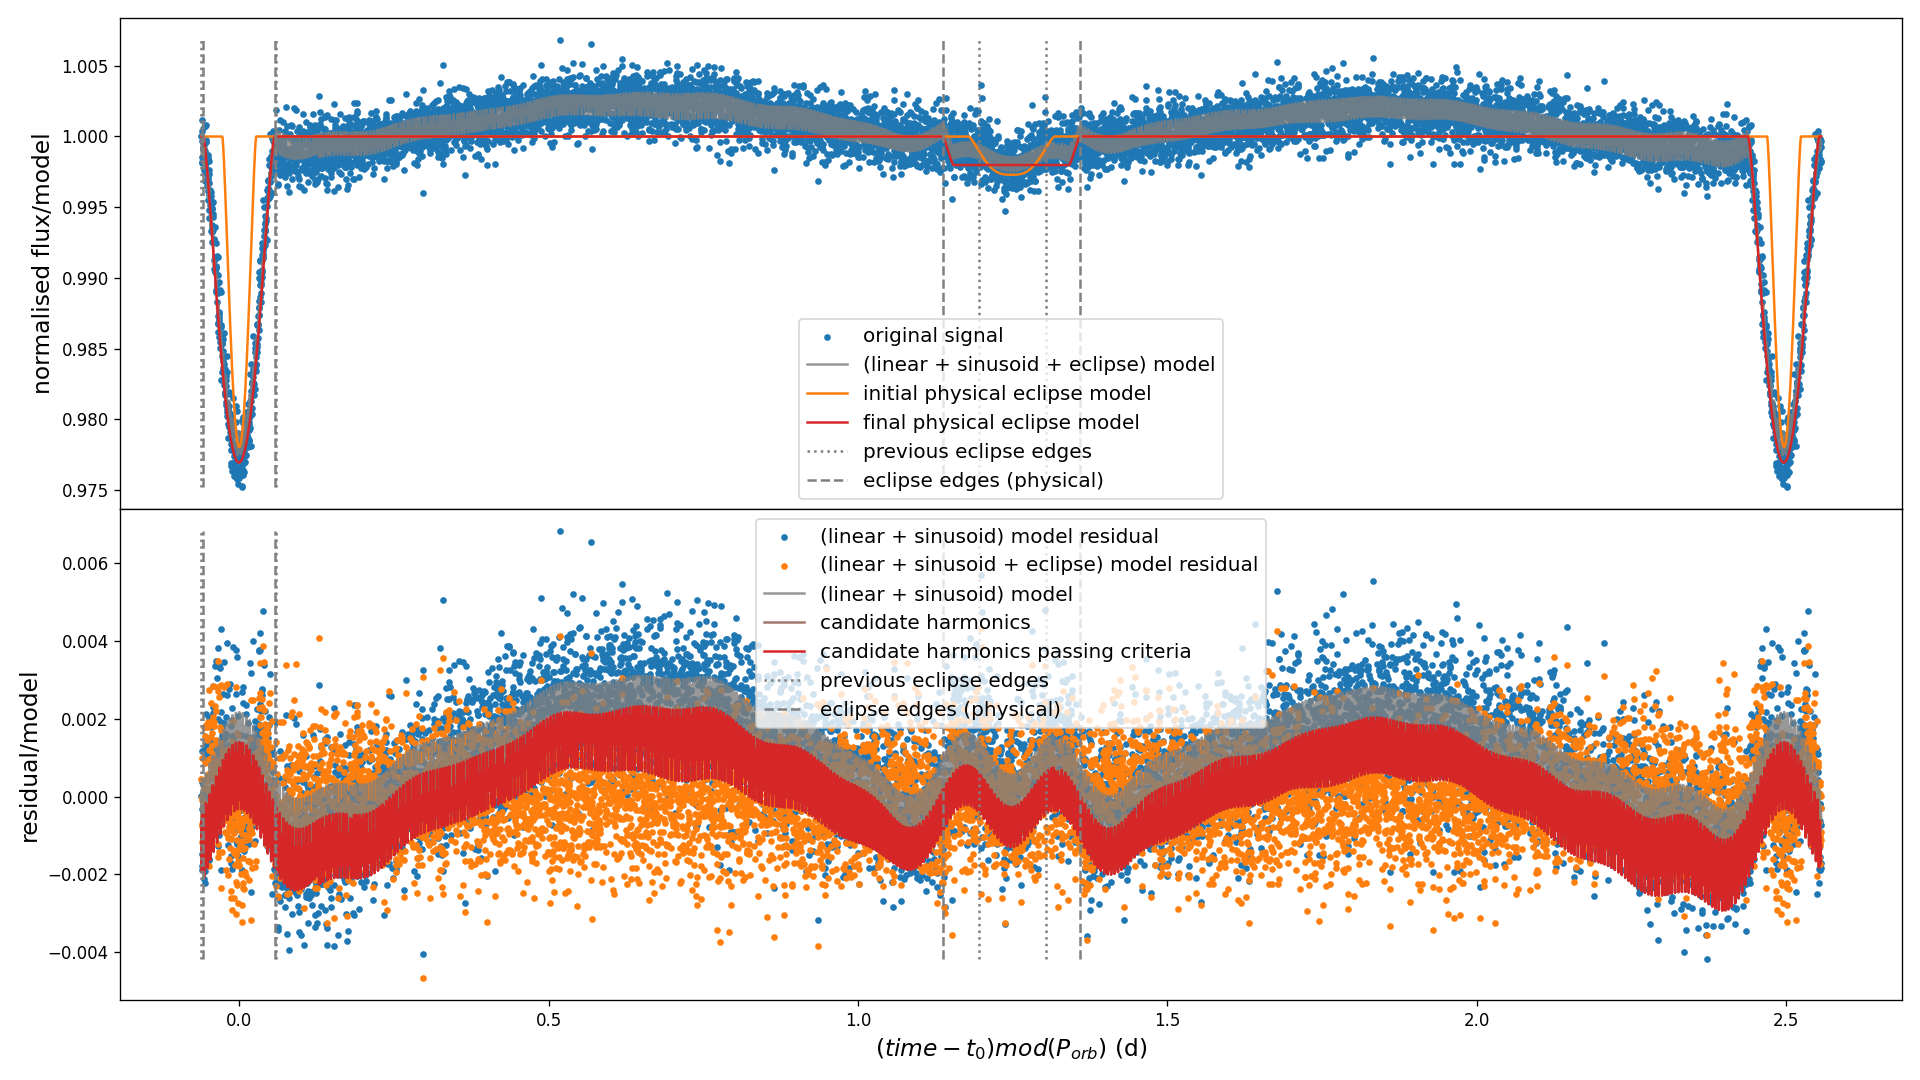 normalised flux/model
1.005
1.000
0.995
0.990
0.985
0.980
0.975
original signal
(linear + sinusoid + eclipse) model
initial physical eclipse model
final physical eclipse model
previous eclipse edges
eclipse edges (physical)
residual/model
0.006
0.004
0.002
0.000
−0.002
−0.004
(linear + sinusoid) model residual
(linear + sinusoid + eclipse) model residual
(linear + sinusoid) model
candidate harmonics
candidate harmonics passing criteria
previous eclipse edges
eclipse edges (physical)
0.0 0.5 1.0 1.5 2.0 2.5
(time − t₀)mod(P_orb) (d)